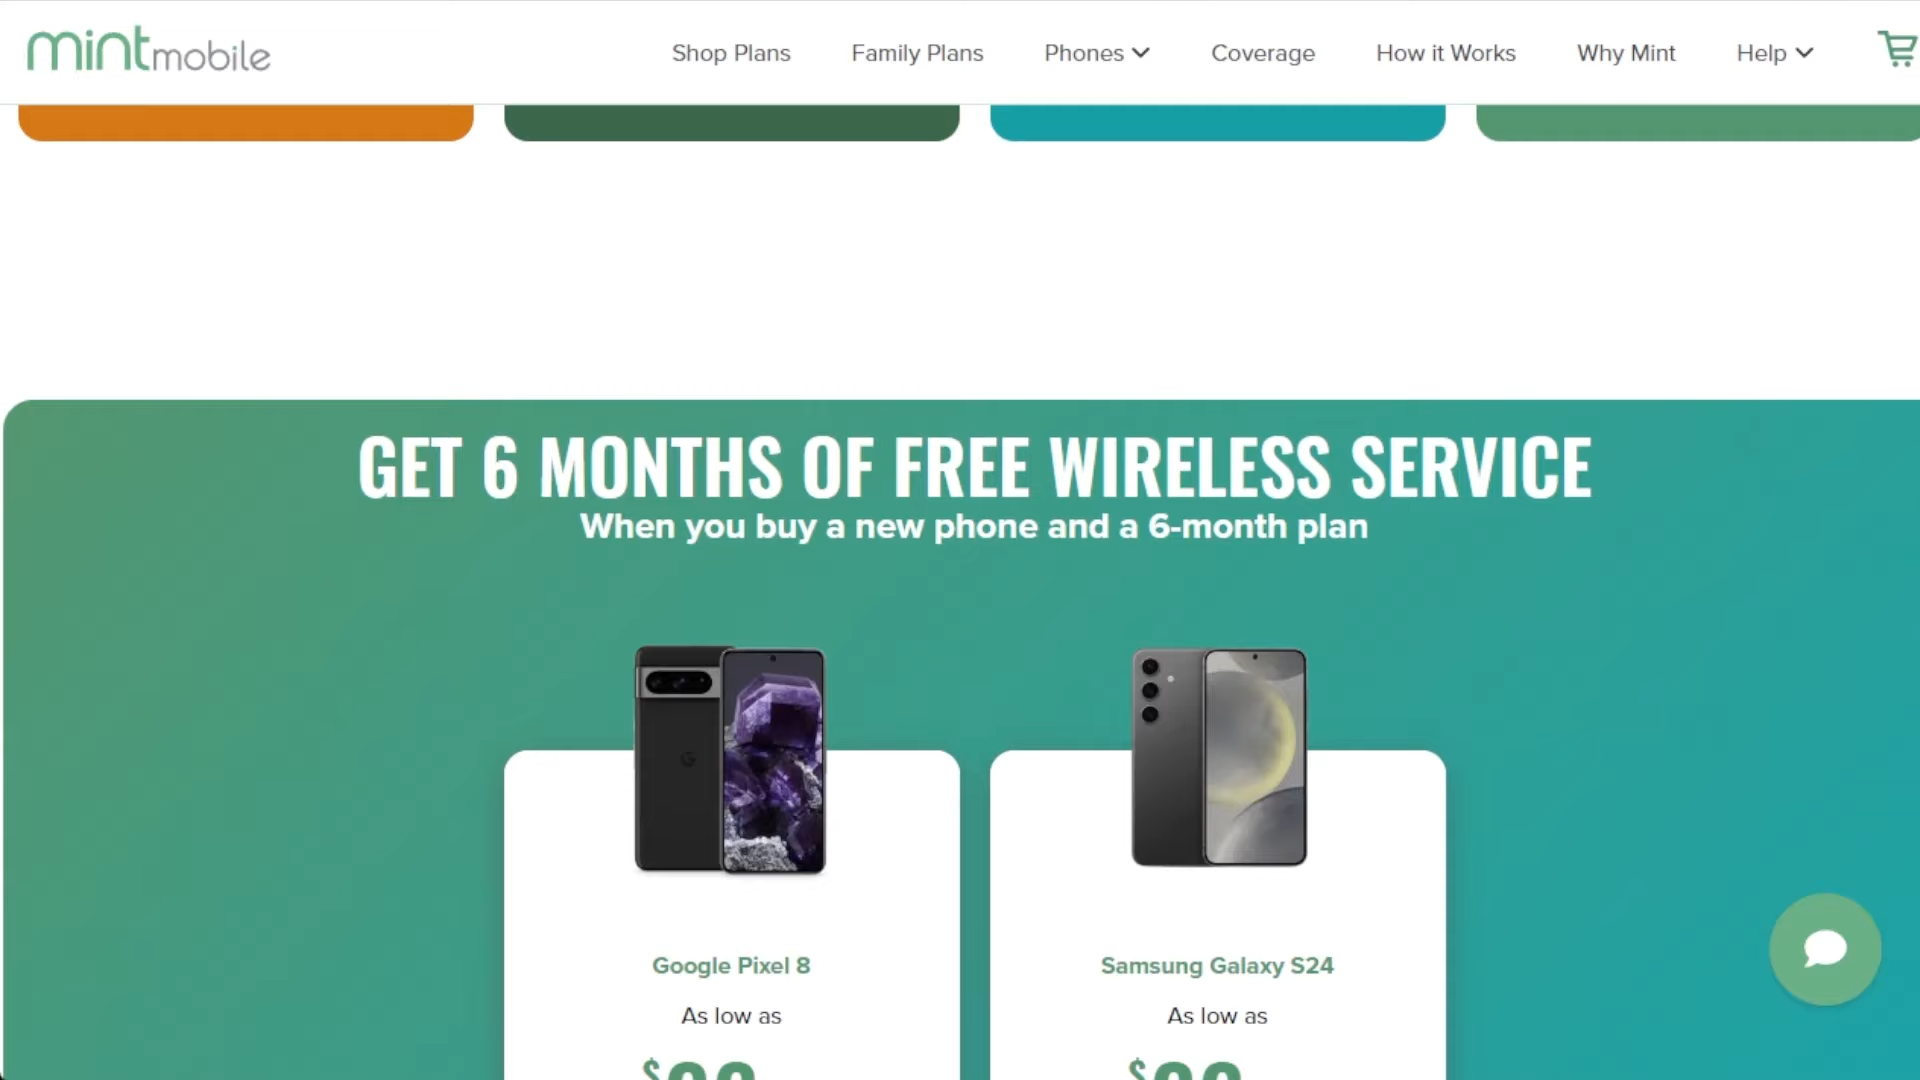 mintmobile
Shop Plans
Family Plans
Phones
Coverage
How it Works
Why Mint
Help
GET 6 MONTHS OF FREE WIRELESS SERVICE
When you buy a new phone and a 6-month plan
Google Pixel 8
As low as
$
Samsung Galaxy S24
As low as
$